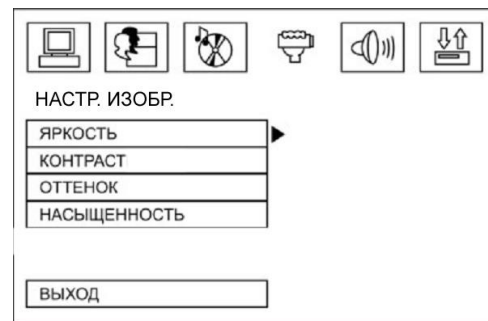 НАСТР. ИЗОБР.
ЯРКОСТЬ
КОНТРАСТ
ОТТЕНОК
НАСЫЩЕННОСТЬ
ВЫХОД